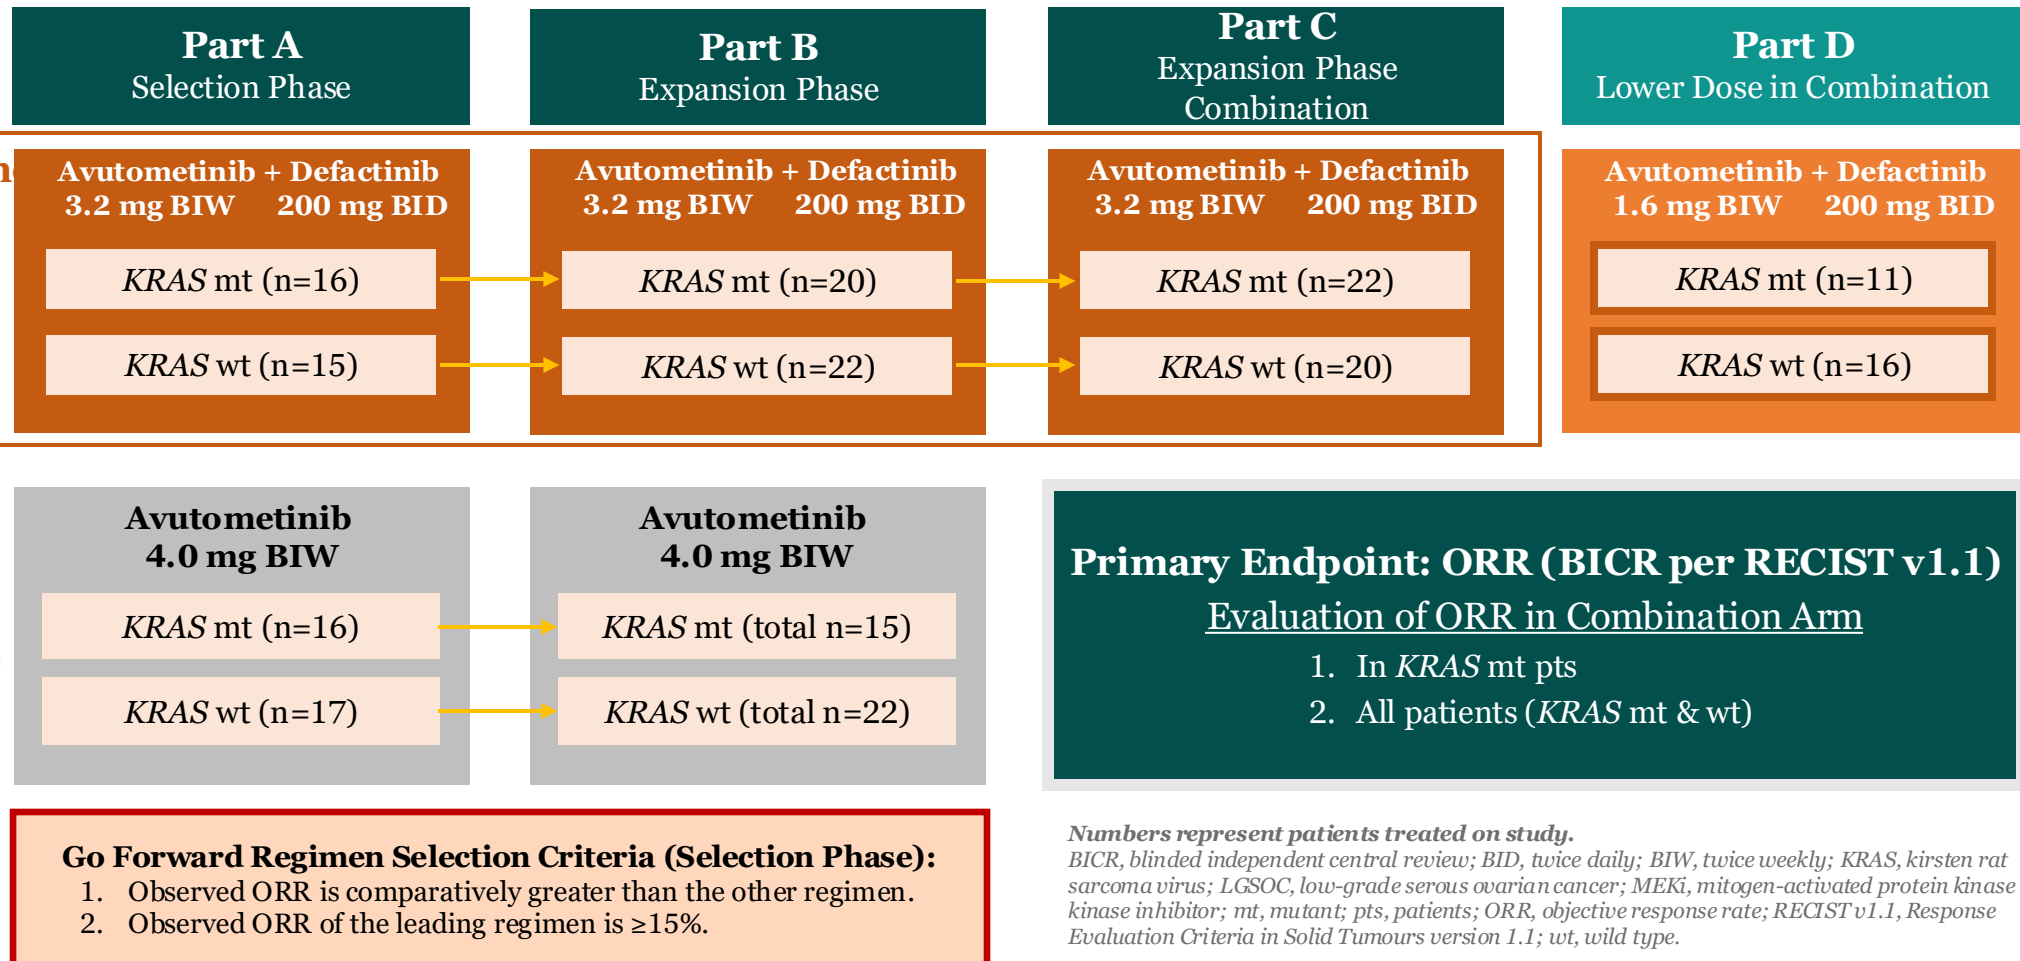 Part A
Selection Phase
Part B
Expansion Phase
Part C
Expansion Phase
Combination
Part D
Lower Dose in Combination
Avutometinib + Defactinib
3.2 mg BIW 200 mg BID
KRAS mt (n=16)
KRAS wt (n=15)
Avutometinib + Defactinib
3.2 mg BIW 200 mg BID
KRAS mt (n=20)
KRAS wt (n=22)
Avutometinib + Defactinib
3.2 mg BIW 200 mg BID
KRAS mt (n=22)
KRAS wt (n=20)
Avutometinib + Defactinib
1.6 mg BIW 200 mg BID
KRAS mt (n=11)
KRAS wt (n=16)
Avutometinib
4.0 mg BIW
KRAS mt (n=16)
KRAS wt (n=17)
Avutometinib
4.0 mg BIW
KRAS mt (total n=15)
KRAS wt (total n=22)
Primary Endpoint: ORR (BICR per RECIST v1.1)
Evaluation of ORR in Combination Arm
1. In KRAS mt pts
2. All patients (KRAS mt & wt)
Go Forward Regimen Selection Criteria (Selection Phase):
1. Observed ORR is comparatively greater than the other regimen.
2. Observed ORR of the leading regimen is ≥15%.
Numbers represent patients treated on study.
BICR, blinded independent central review; BID, twice daily; BIW, twice weekly; KRAS, kirsten rat
sarcoma virus; LGSOC, low-grade serous ovarian cancer; MEKi, mitogen-activated protein kinase
kinase inhibitor; mt, mutant; pts, patients; ORR, objective response rate; RECIST v1.1, Response
Evaluation Criteria in Solid Tumours version 1.1; wt, wild type.